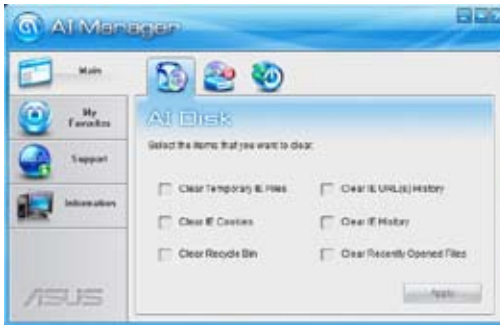 AI Manager
Main
My Favorites
Support
Information
AI Disk
Select the items that you want to clear.
Clear Temporary IE Files
Clear IE URL(s) History
Clear IE Cookies
Clear IE History
Clear Recycle Bin
Clear Recently Opened Files
Apply
ASUS